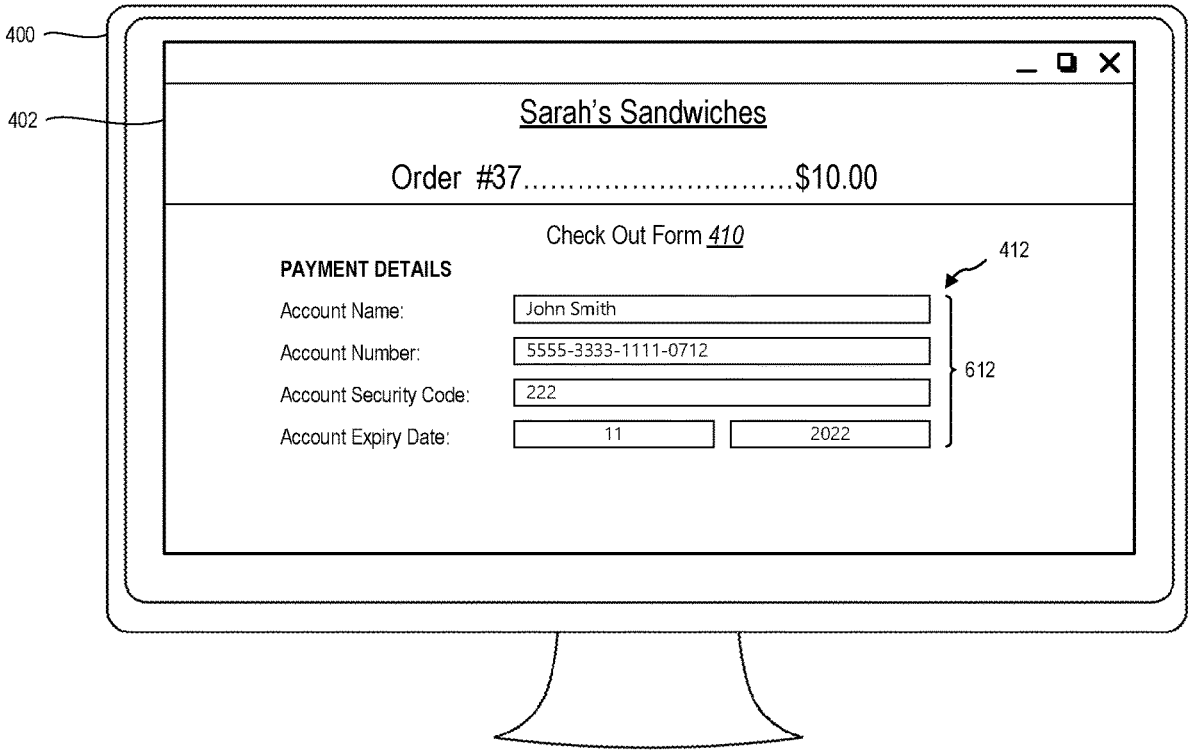 400
402
Sarah's Sandwiches
Order #37..............................$10.00
Check Out Form 410
412
PAYMENT DETAILS
Account Name: John Smith
Account Number: 5555-3333-1111-0712
612
Account Security Code: 222
Account Expiry Date: 11 2022